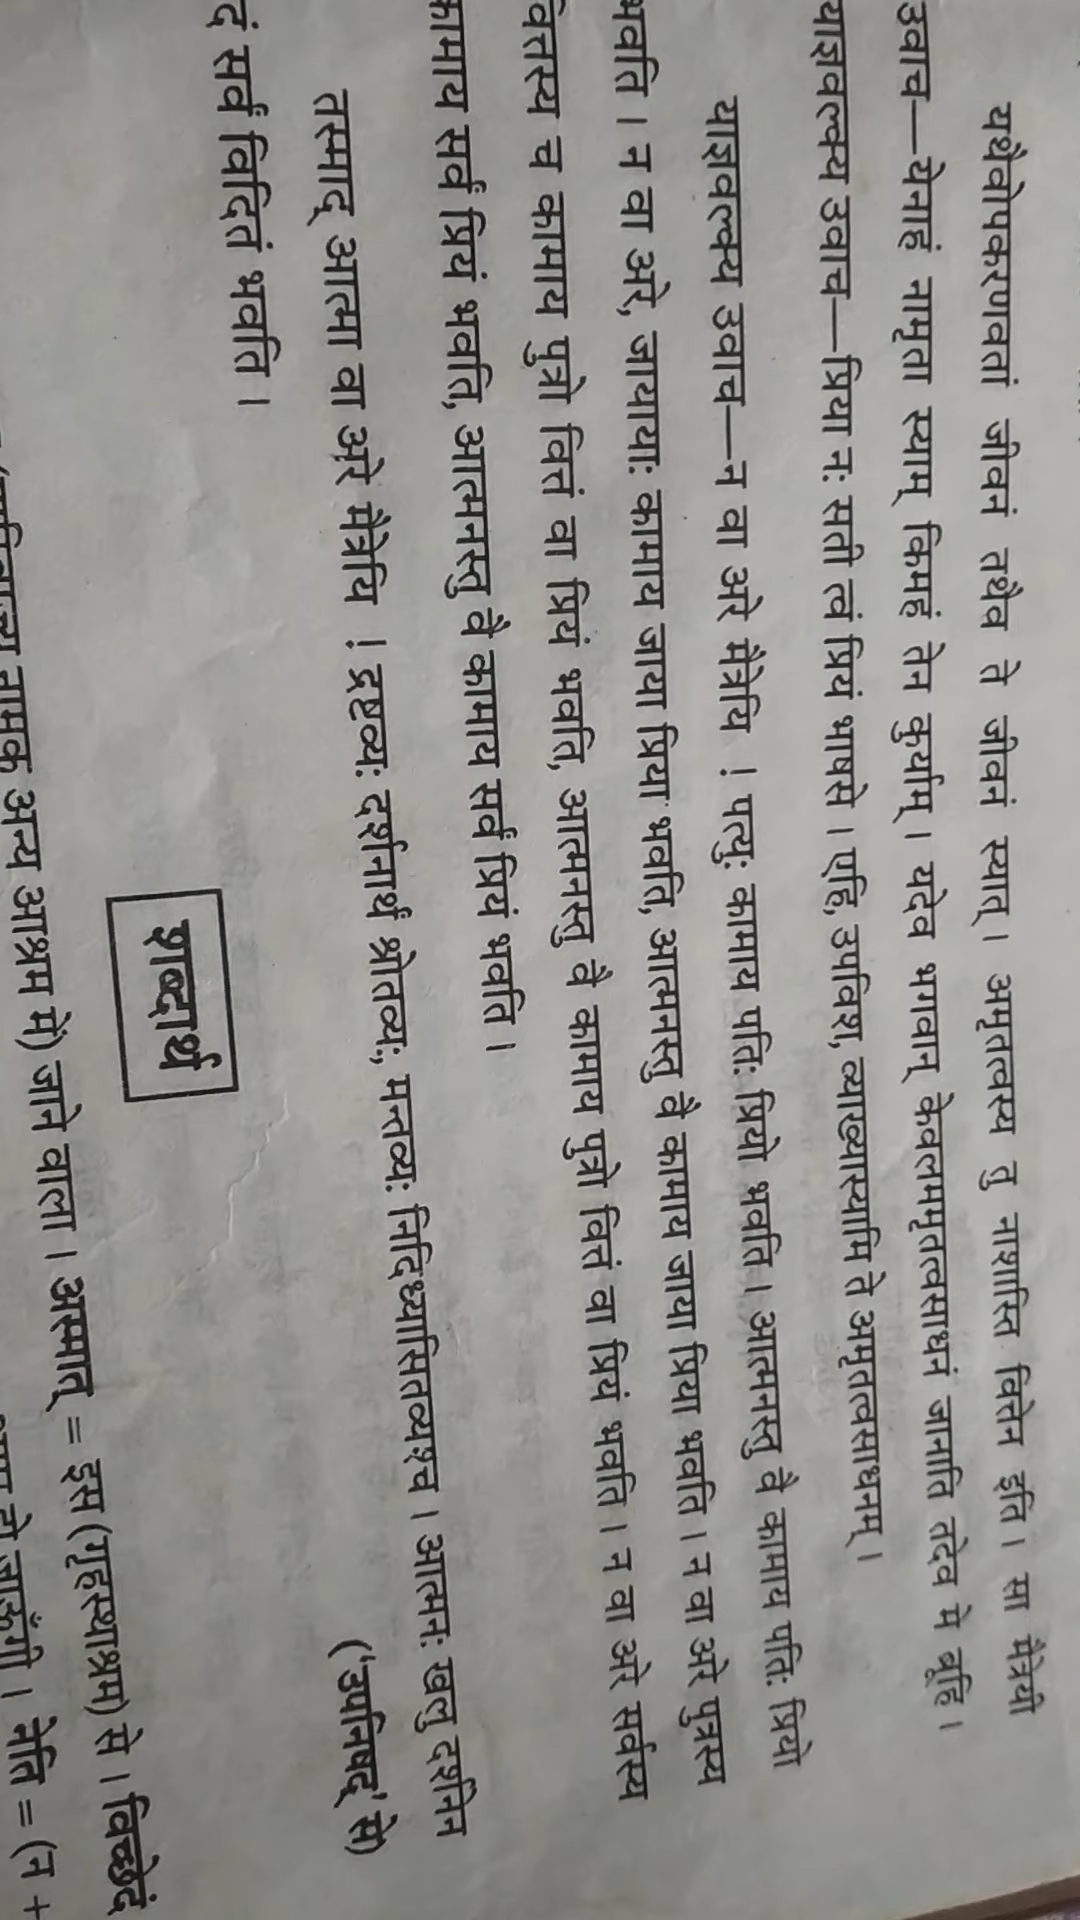 यथैवोपकरणवतां जीवनं तथैव ते जीवनं स्यात्। अमृतत्वस्य तु नाशास्ति वित्तेन इति। सा मैत्रेयी
उवाच—येनाहं नामृता स्याम् किमहं तेन कुर्याम्। यदेव भगवान् केवलममृतत्वसाधनं जानाति तदेव मे ब्रूहि।
याज्ञवल्क्य उवाच—प्रिया नः सती त्वं प्रियं भाषसे। एहि, उपविश, व्याख्यास्यामि ते अमृतत्वसाधनम्।
याज्ञवल्क्य उवाच—न वा अरे मैत्रेयि ! पत्युः कामाय पतिः प्रियो भवति। आत्मनस्तु वै कामाय पतिः प्रियो
भवति। न वा अरे, जायायाः कामाय जाया प्रिया भवति, आत्मनस्तु वै कामाय जाया प्रिया भवति। न वा अरे पुत्रस्य
वित्तस्य च कामाय पुत्रो वित्तं वा प्रियं भवति, आत्मनस्तु वै कामाय पुत्रो वित्तं वा प्रियं भवति। न वा अरे सर्वस्य
कामाय सर्वं प्रियं भवति, आत्मनस्तु वै कामाय सर्वं प्रियं भवति।
तस्माद् आत्मा वा अरे मैत्रेयि ! द्रष्टव्यः दर्शनार्थं श्रोतव्यः, मन्तव्यः निदिध्यासितव्यश्च। आत्मनः खलु दर्शनेन
दं सर्वं विदितं भवति।
('उपनिषद्' से)
शब्दार्थ
नामक अन्य आश्रम में) जाने वाला। अस्मात् = इस (गृहस्थाश्रम) से। विच्छेदं
हो जाऊँगी। नेति = (न +